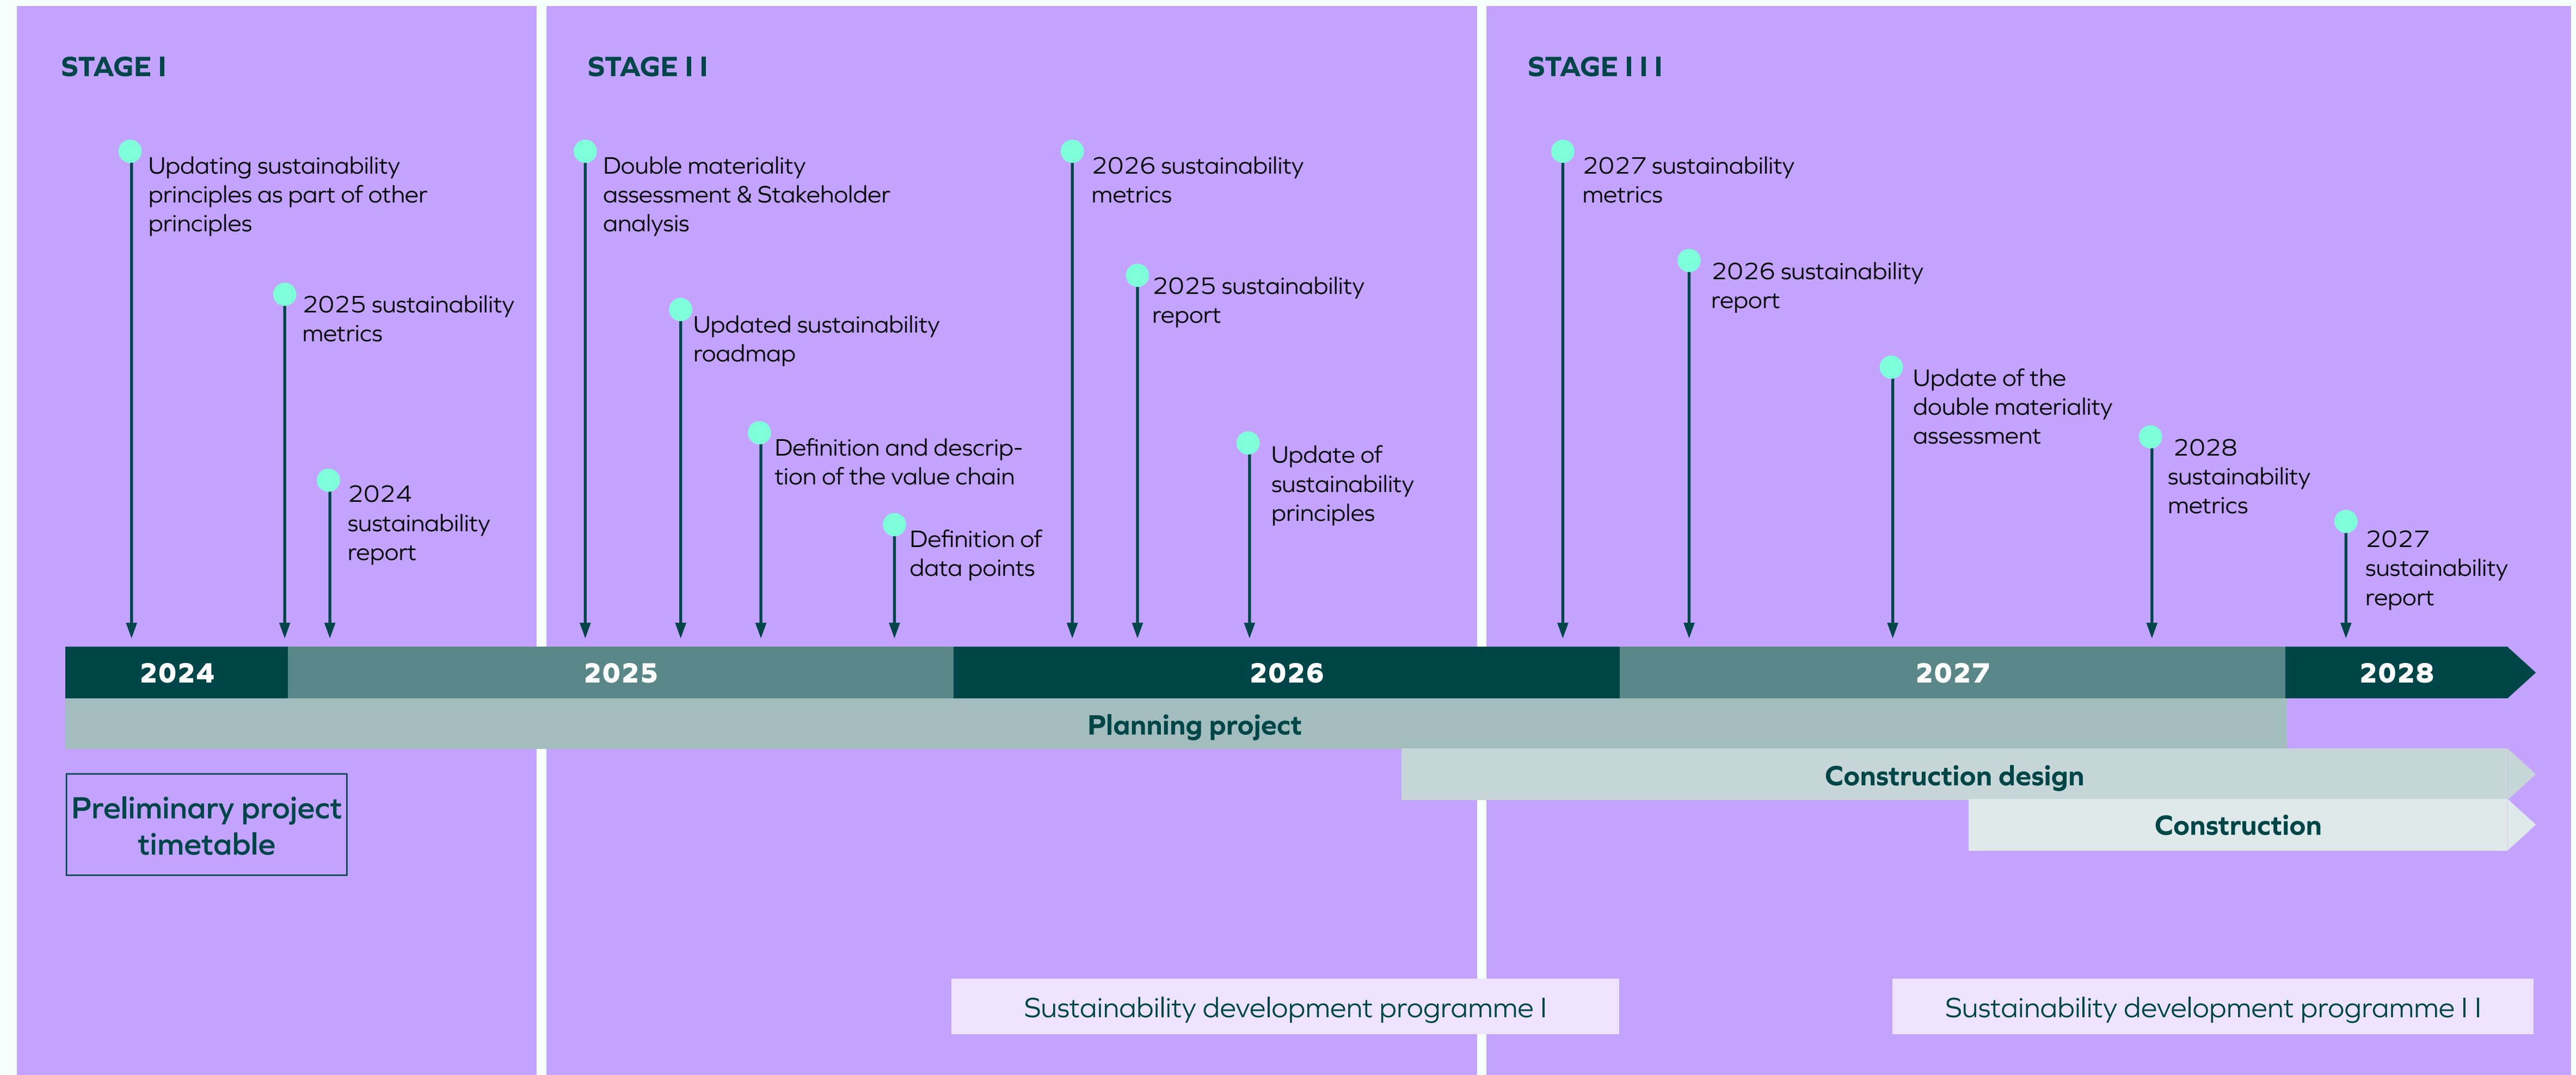 STAGE I
Updating sustainability
principles as part of other
principles
2025 sustainability
metrics
2024
sustainability
report
STAGE II
Double materiality
assessment & Stakeholder
analysis
Updated sustainability
roadmap
Definition and descrip-
tion of the value chain
Definition of
data points
2026 sustainability
metrics
2025 sustainability
report
Update of
sustainability
principles
STAGE III
2027 sustainability
metrics
2026 sustainability
report
Update of the
double materiality
assessment
2028
sustainability
metrics
2027
sustainability
report
2024
2025
2026
2027
2028
Planning project
Construction design
Construction
Preliminary project
timetable
Sustainability development programme I
Sustainability development programme II